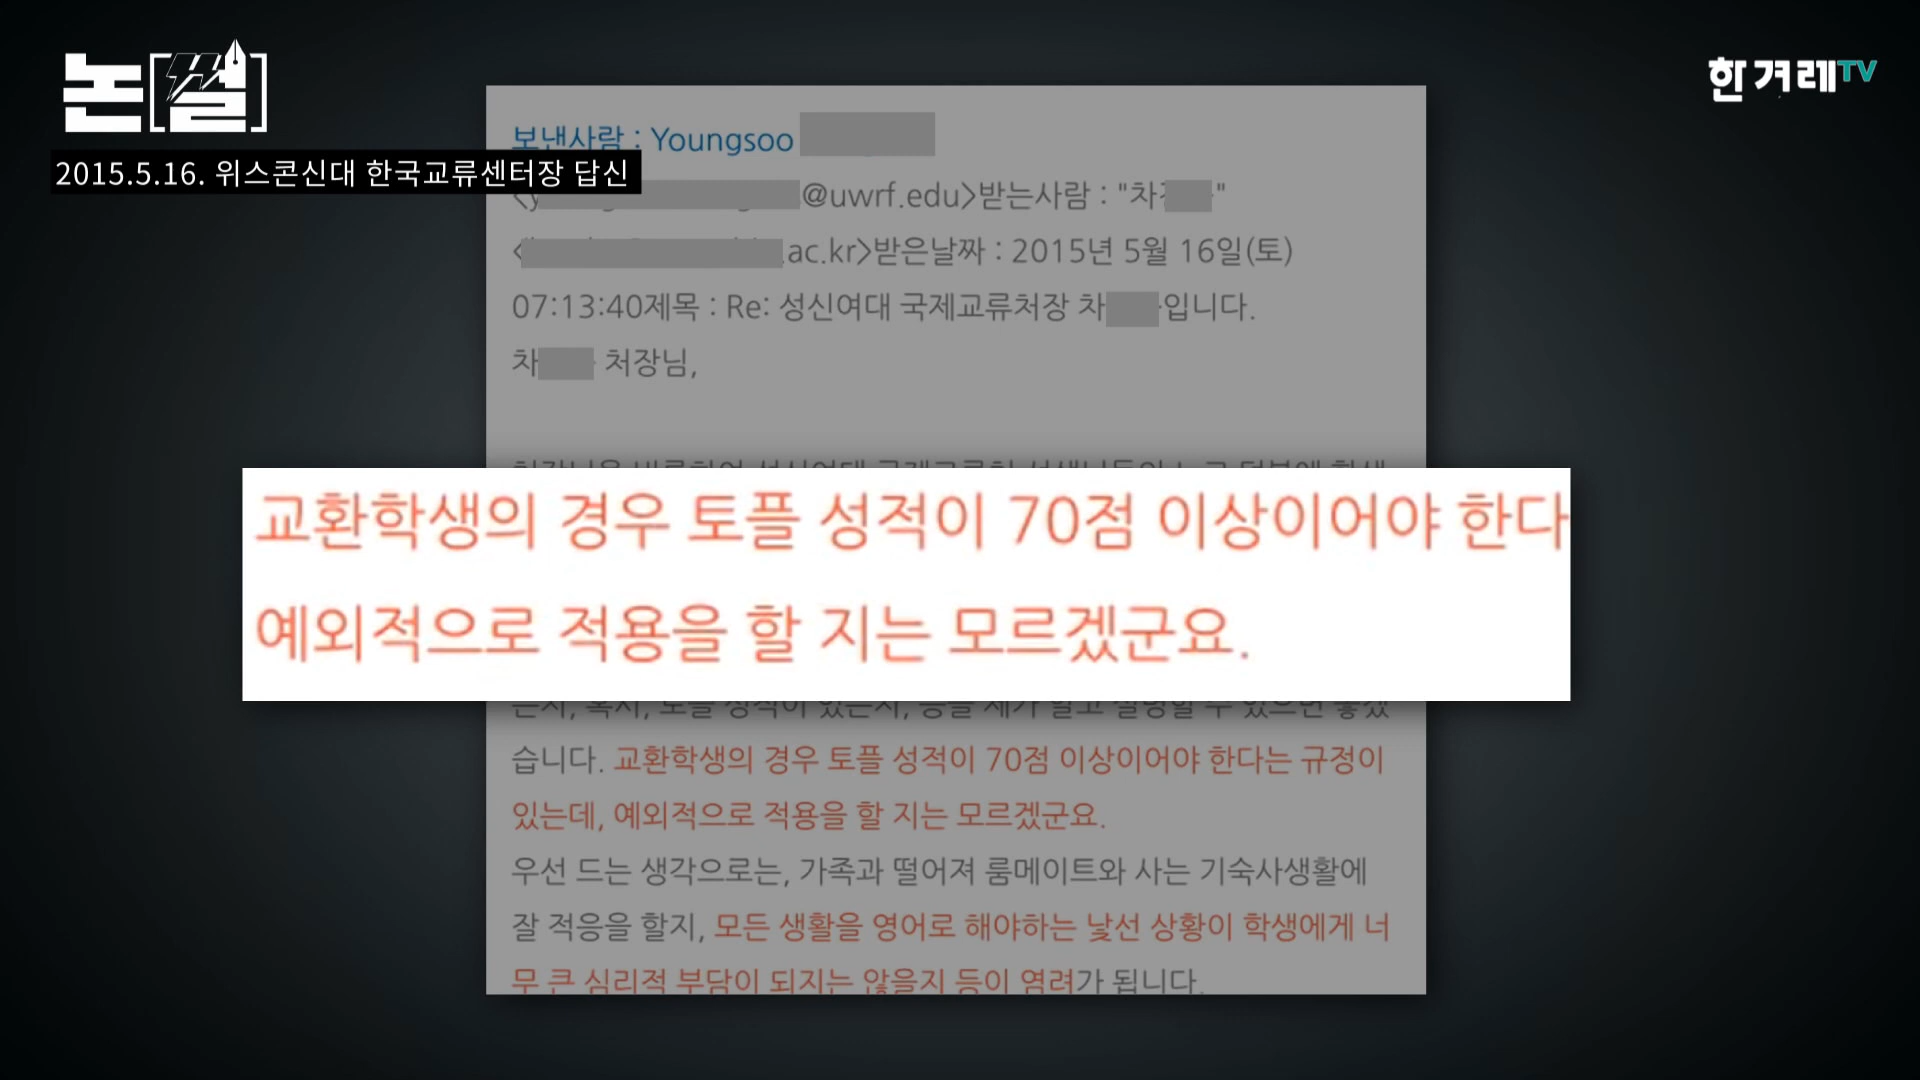 논[썰]
한겨레TV
2015.5.16. 위스콘신대 한국교류센터장 답신
보낸사람 : Youngsoo
@uwrf.edu>받는사람 : "차"
.ac.kr>받은날짜 : 2015년 5월 16일(토)
07:13:40제목 : Re: 성신여대 국제교류처장 차 입니다.
차 처장님,
교환학생의 경우 토플 성적이 70점 이상이어야 한다
예외적으로 적용을 할 지는 모르겠군요.
습니다. 교환학생의 경우 토플 성적이 70점 이상이어야 한다는 규정이
있는데, 예외적으로 적용을 할 지는 모르겠군요.
우선 드는 생각으로는, 가족과 떨어져 룸메이트와 사는 기숙사생활에
잘 적응을 할지, 모든 생활을 영어로 해야하는 낯선 상황이 학생에게 너
무 큰 심리적 부담이 되지는 않을지 등이 염려가 됩니다.